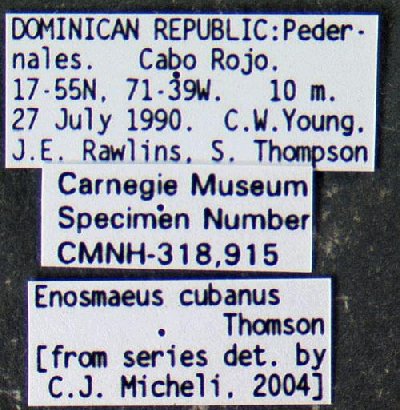 DOMINICAN REPUBLIC:Peder-
nales. Cabo Rojo.
17-55N, 71-39W. 10 m.
27 July 1990. C.W.Young,
J.E. Rawlins, S. Thompson
Carnegie Museum
Specimen Number
CMNH-318,915
Enosmaeus cubanus
Thomson
[from series det. by
C.J. Micheli, 2004]